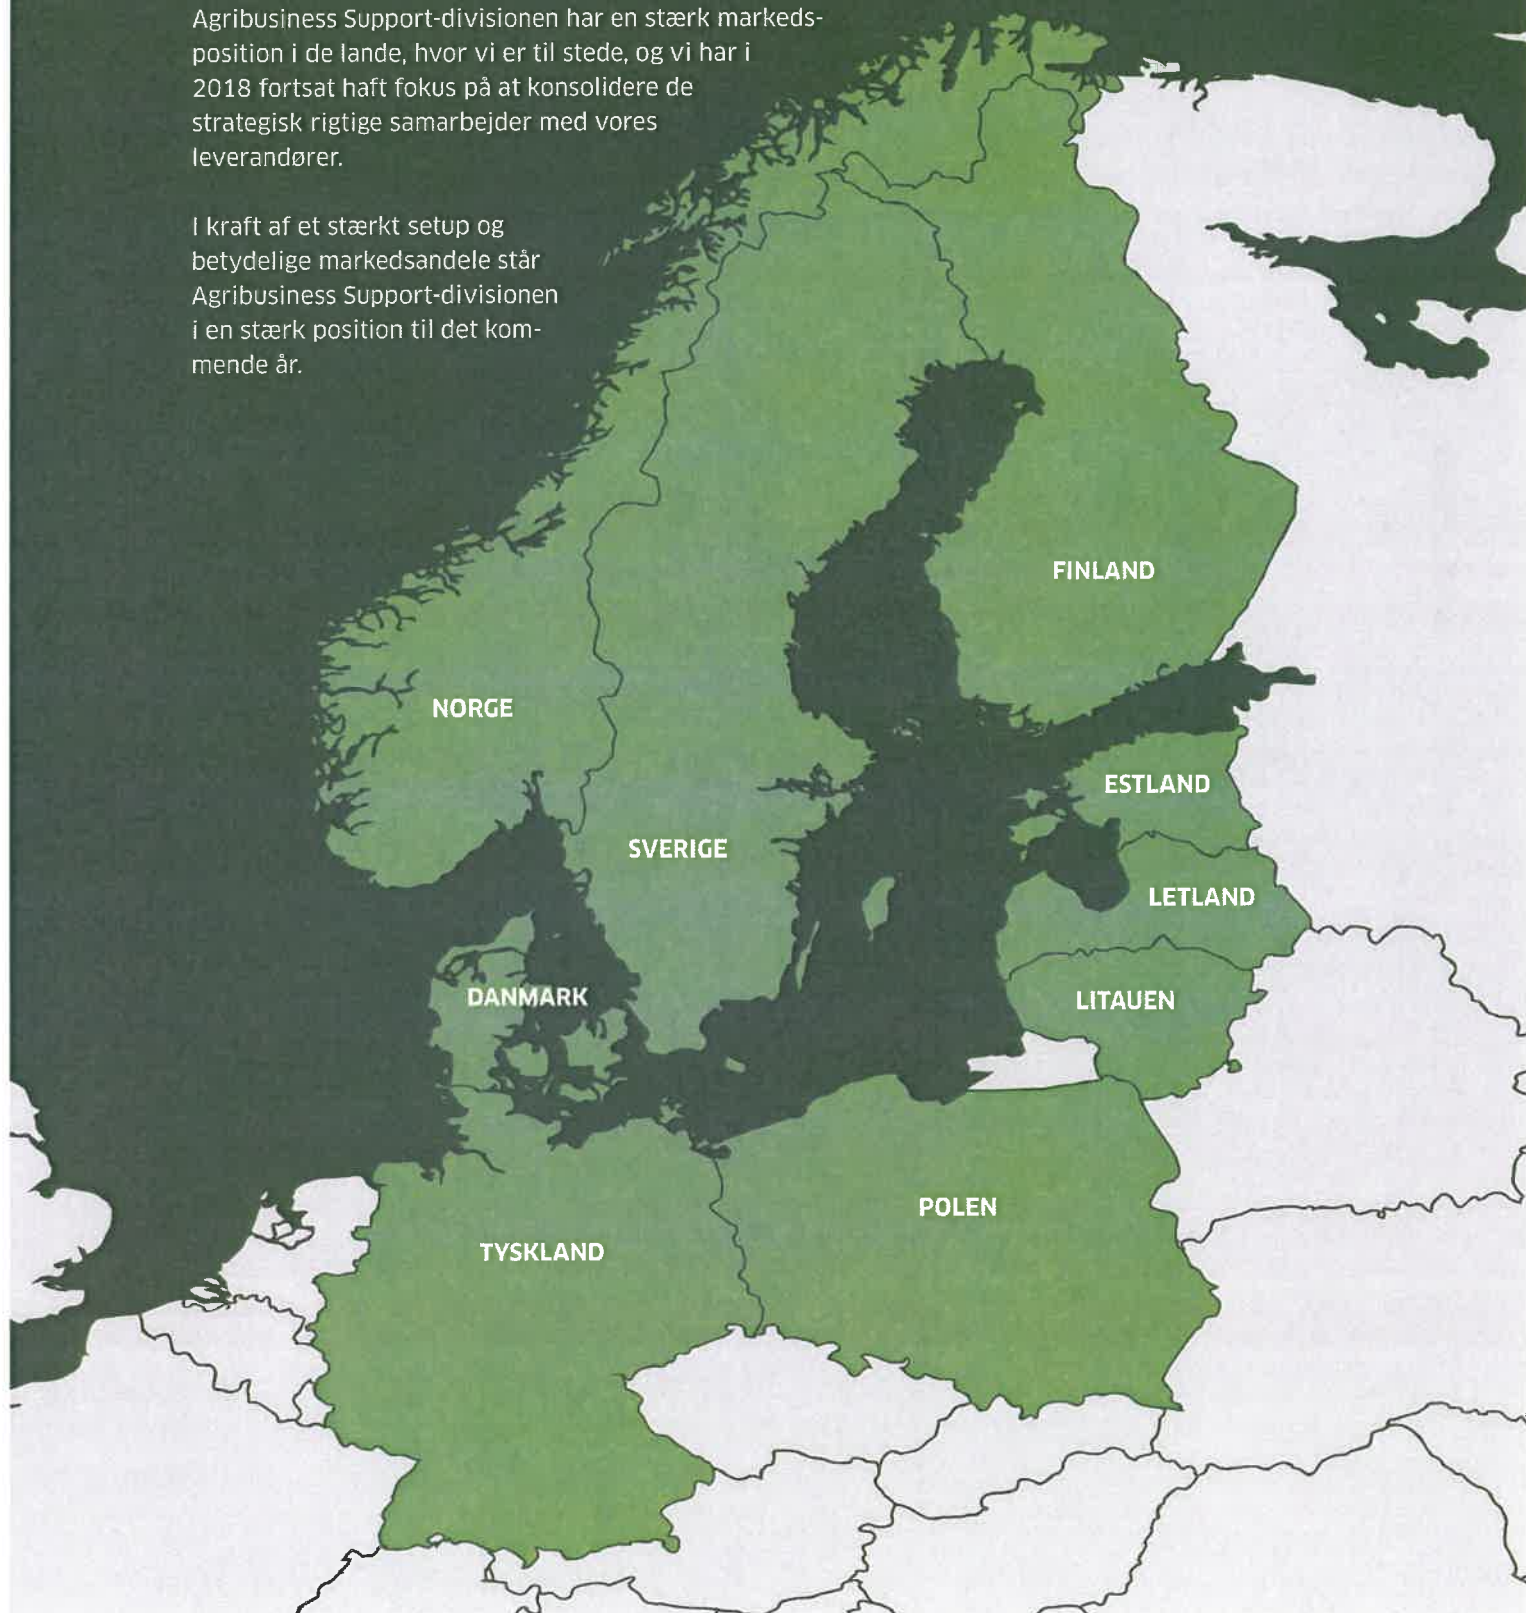 Agribusiness Support-divisionen har en stærk markeds-
position i de lande, hvor vi er til stede, og vi har i
2018 fortsat haft fokus på at konsolidere de
strategisk rigtige samarbejder med vores
leverandører.
I kraft af et stærkt setup og
betydelige markedsandele står
Agribusiness Support-divisionen
i en stærk position til det kom-
mende år.
FINLAND
NORGE
ESTLAND
SVERIGE
LETLAND
DANMARK
LITAUEN
POLEN
TYSKLAND